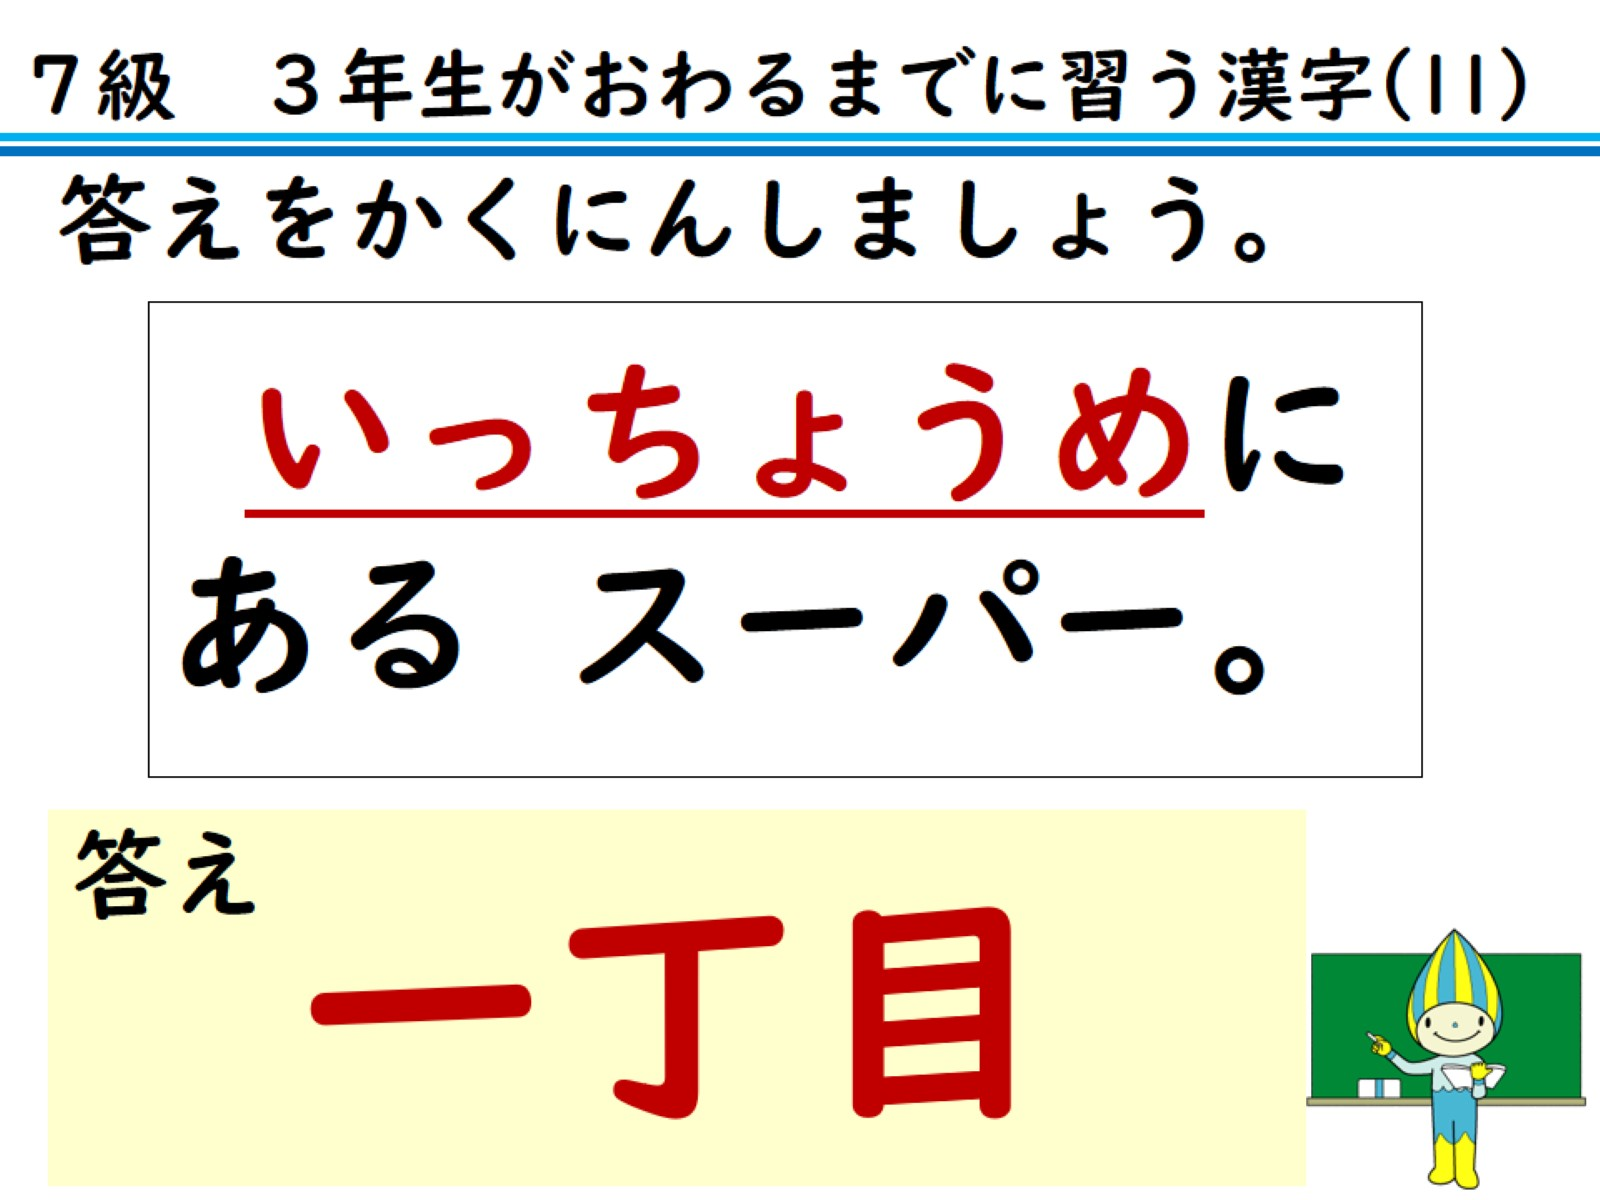 ７級　３年生がおわるまでに習う漢字(11)
答えをかくにんしましょう。
いっちょうめに
ある スーパー。
答え
一丁目